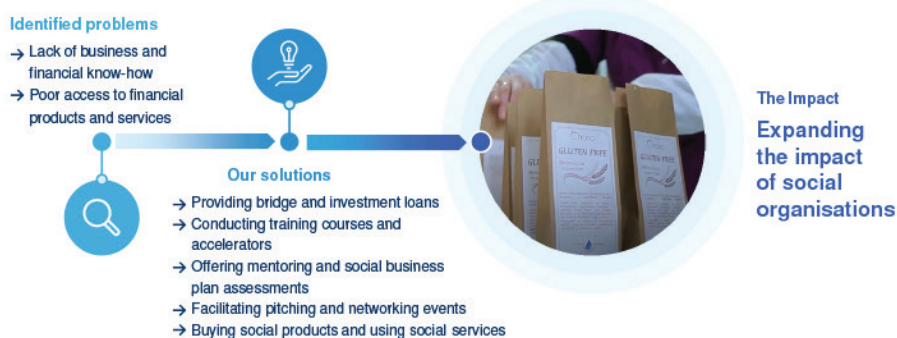 Identified problems
→ Lack of business and
financial know-how
→ Poor access to financial
products and services
Our solutions
→ Providing bridge and investment loans
→ Conducting training courses and
accelerators
→ Offering mentoring and social business
plan assessments
→ Facilitating pitching and networking events
→ Buying social products and using social services
GLUTEN FREE
GLUTEN FREE
The Impact
Expanding
the impact
of social
organisations